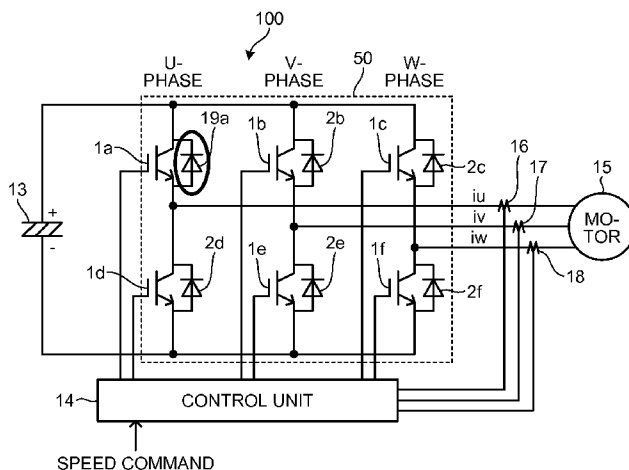 100
U-
PHASE
V-
PHASE
50
W-
PHASE
1a
19a
1b
2b
1c
2c
16
17
15
13
+
-
iu
iv
iw
MO-
TOR
18
1d
2d
1e
2e
1f
2f
14
CONTROL UNIT
SPEED COMMAND